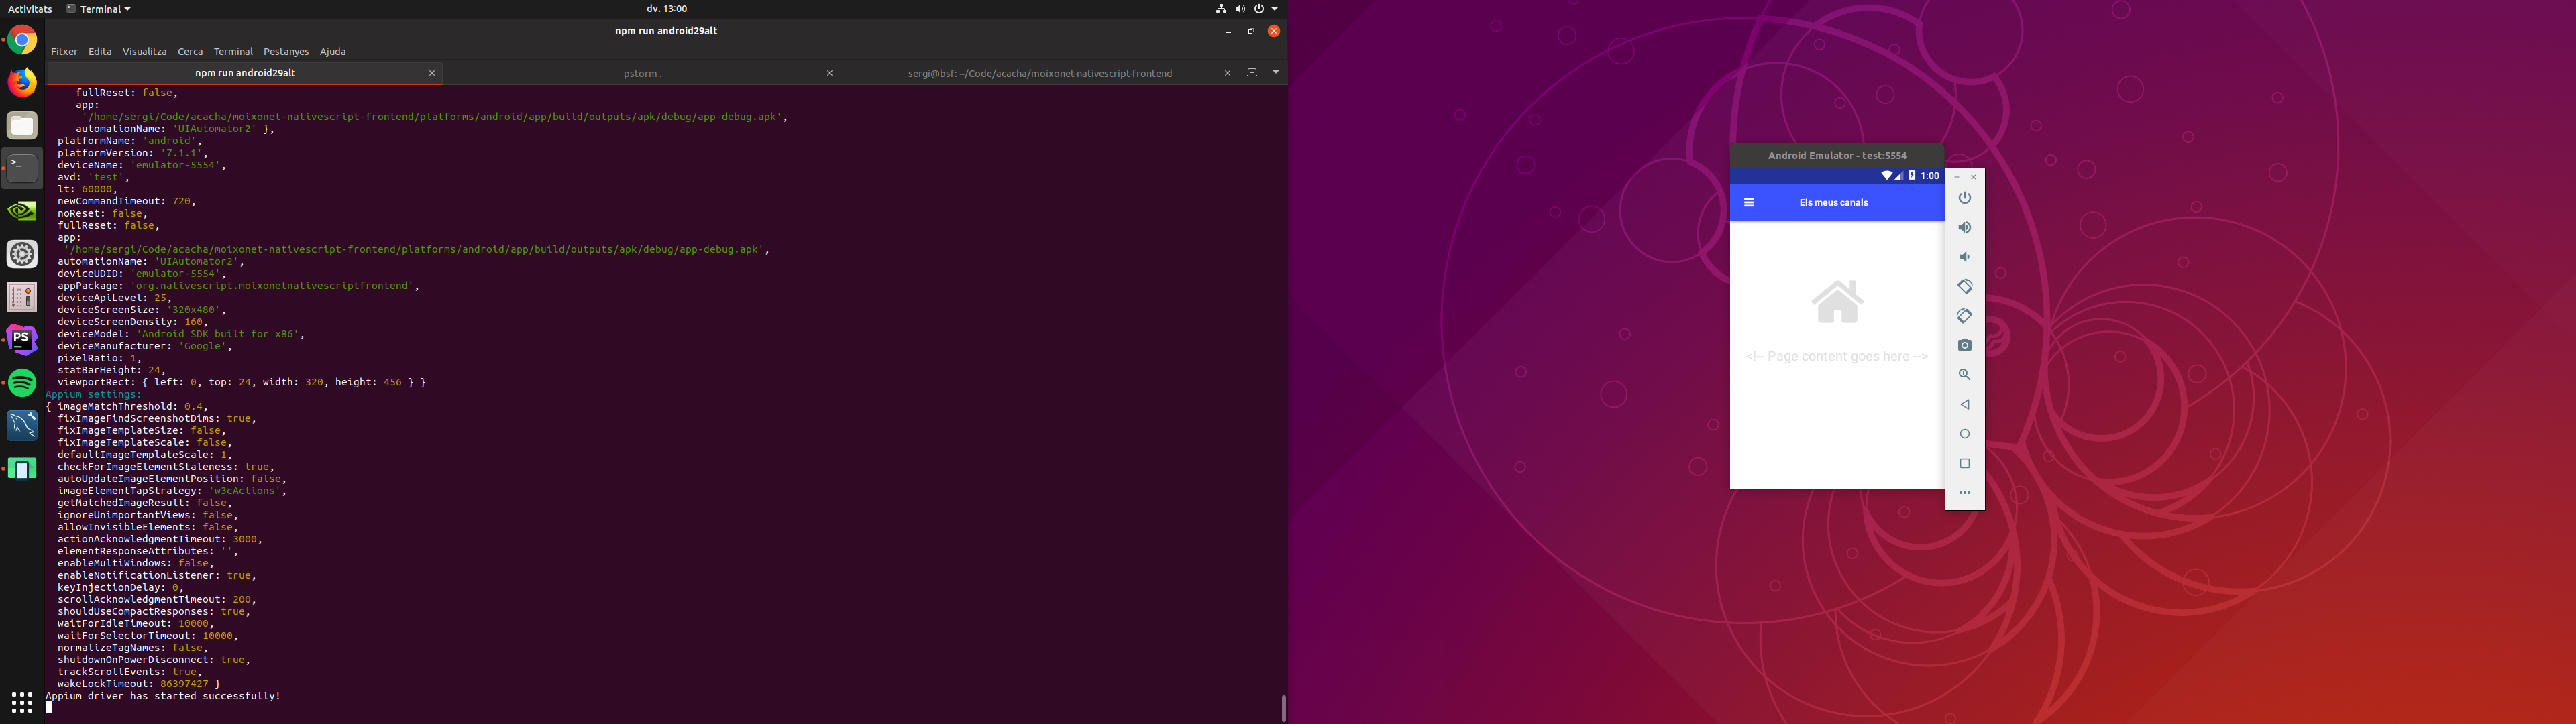 Activitats
Terminal
dv. 13:00
npm run android29alt
Fitxer Edita Visualitza Cerca Terminal Pestanyes Ajuda
npm run android29alt
pstorm .
sergi@bsf: ~/Code/acacha/moixonet-nativescript-frontend
fullReset: false,
app:
'/home/sergi/Code/acacha/moixonet-nativescript-frontend/platforms/android/app/build/outputs/apk/debug/app-debug.apk',
automationName: 'UIAutomator2' },
platformName: 'android',
platformVersion: '7.1.1',
deviceName: 'emulator-5554',
avd: 'test',
lt: 60000,
newCommandTimeout: 720,
noReset: false,
fullReset: false,
app:
'/home/sergi/Code/acacha/moixonet-nativescript-frontend/platforms/android/app/build/outputs/apk/debug/app-debug.apk',
automationName: 'UIAutomator2',
deviceUDID: 'emulator-5554',
appPackage: 'org.nativescript.moixonetnativescriptfrontend',
deviceApiLevel: 25,
deviceScreenSize: '320x480',
deviceScreenDensity: 160,
deviceModel: 'Android SDK built for x86',
deviceManufacturer: 'Google',
pixelRatio: 1,
statBarHeight: 24,
viewportRect: { left: 0, top: 24, width: 320, height: 456 } }
Appium settings:
{ imageMatchThreshold: 0.4,
fixImageFindScreenshotDims: true,
fixImageTemplateSize: false,
fixImageTemplateScale: false,
defaultImageTemplateScale: 1,
checkForImageElementStaleness: true,
autoUpdateImageElementPosition: false,
imageElementTapStrategy: 'w3cActions',
getMatchedImageResult: false,
ignoreUnimportantViews: false,
allowInvisibleElements: false,
actionAcknowledgmentTimeout: 3000,
elementResponseAttributes: '',
enableMultiWindows: false,
enableNotificationListener: true,
keyInjectionDelay: 0,
scrollAcknowledgmentTimeout: 200,
shouldUseCompactResponses: true,
waitForIdleTimeout: 10000,
waitForSelectorTimeout: 10000,
normalizeTagNames: false,
shutdownOnPowerDisconnect: true,
trackScrollEvents: true,
wakeLockTimeout: 86397427 }
Appium driver has started successfully!
PS
Android Emulator - test:5554
1:00
Els meus canals
<!-- Page content goes here -->